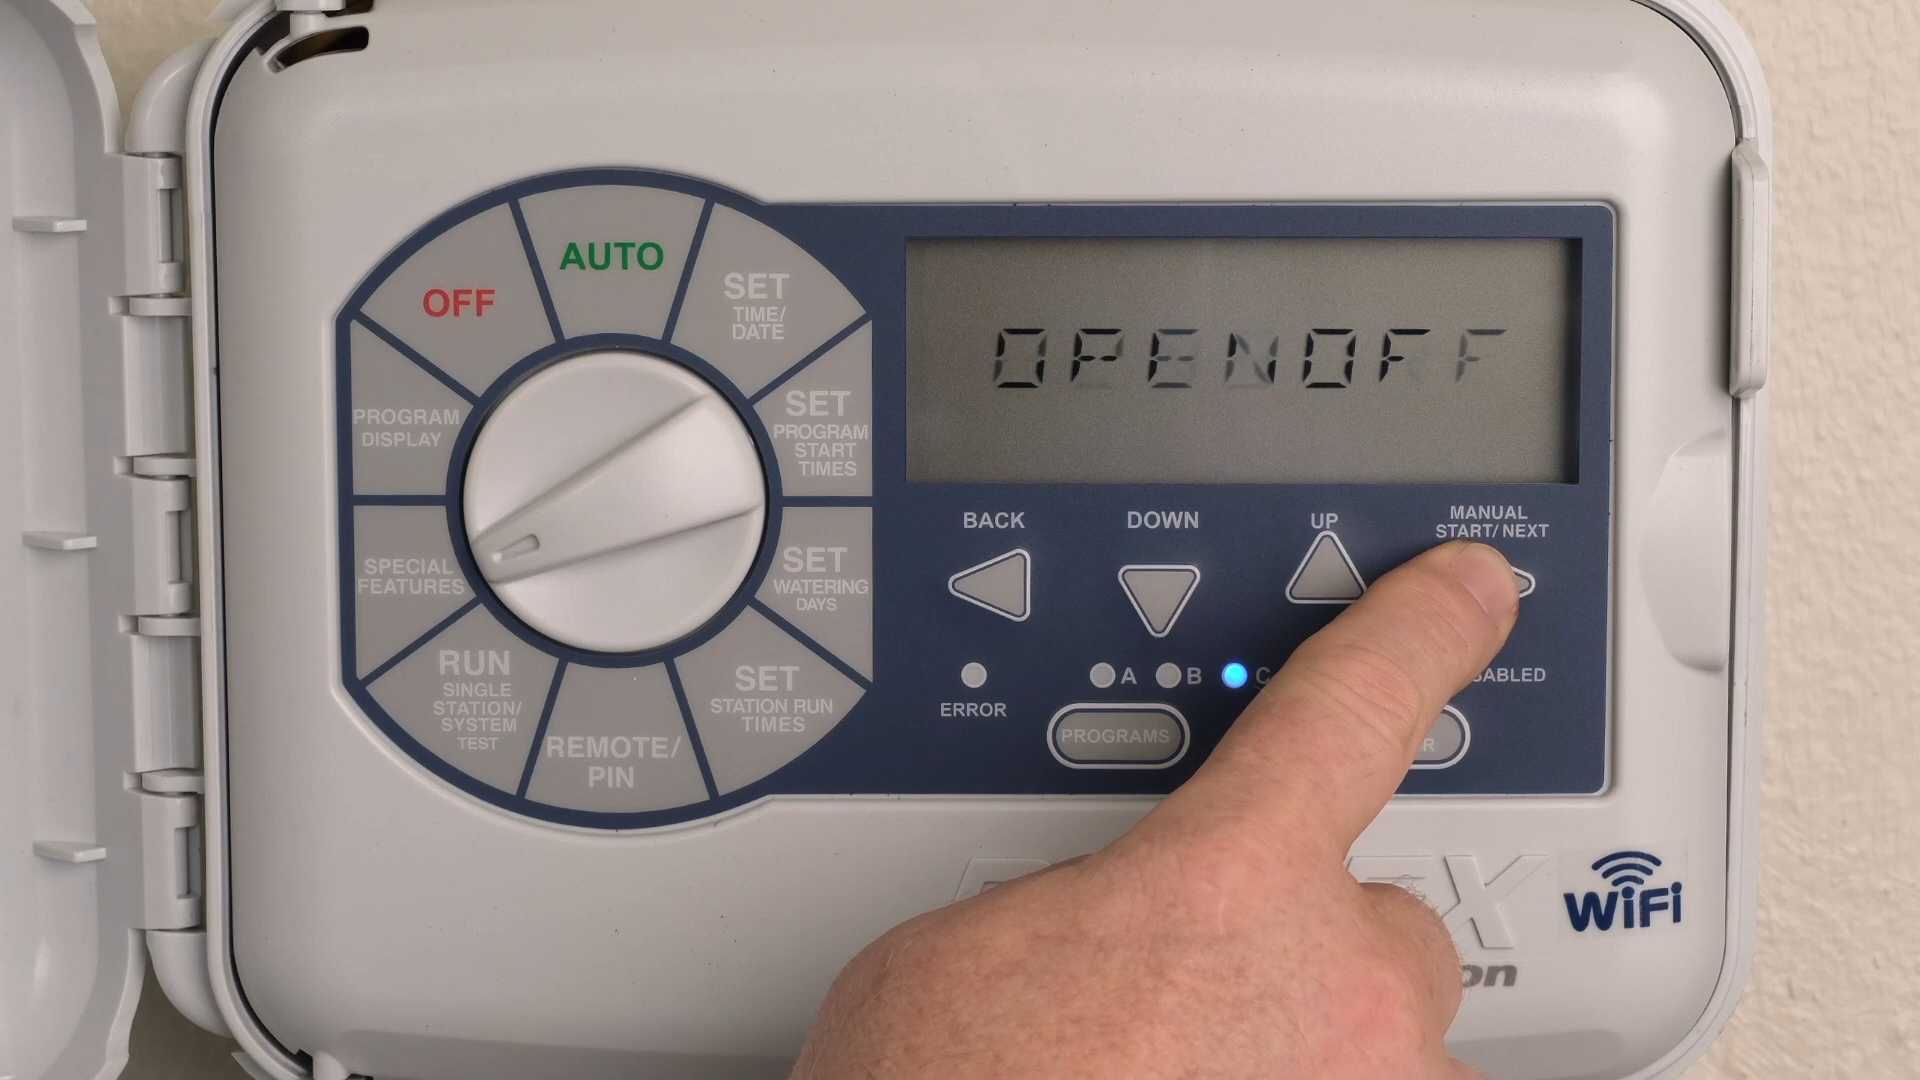 OFF
AUTO
SET
TIME/
DATE
SET
PROGRAM
START
TIMES
SET
WATERING
DAYS
SET
STATION RUN
TIMES
REMOTE/
PIN
RUN
SINGLE
STATION/
SYSTEM
TEST
SPECIAL
FEATURES
PROGRAM
DISPLAY
OPENOFF
BACK
DOWN
UP
MANUAL
START/NEXT
ERROR
A
B
C
PROGRAMS
WiFi